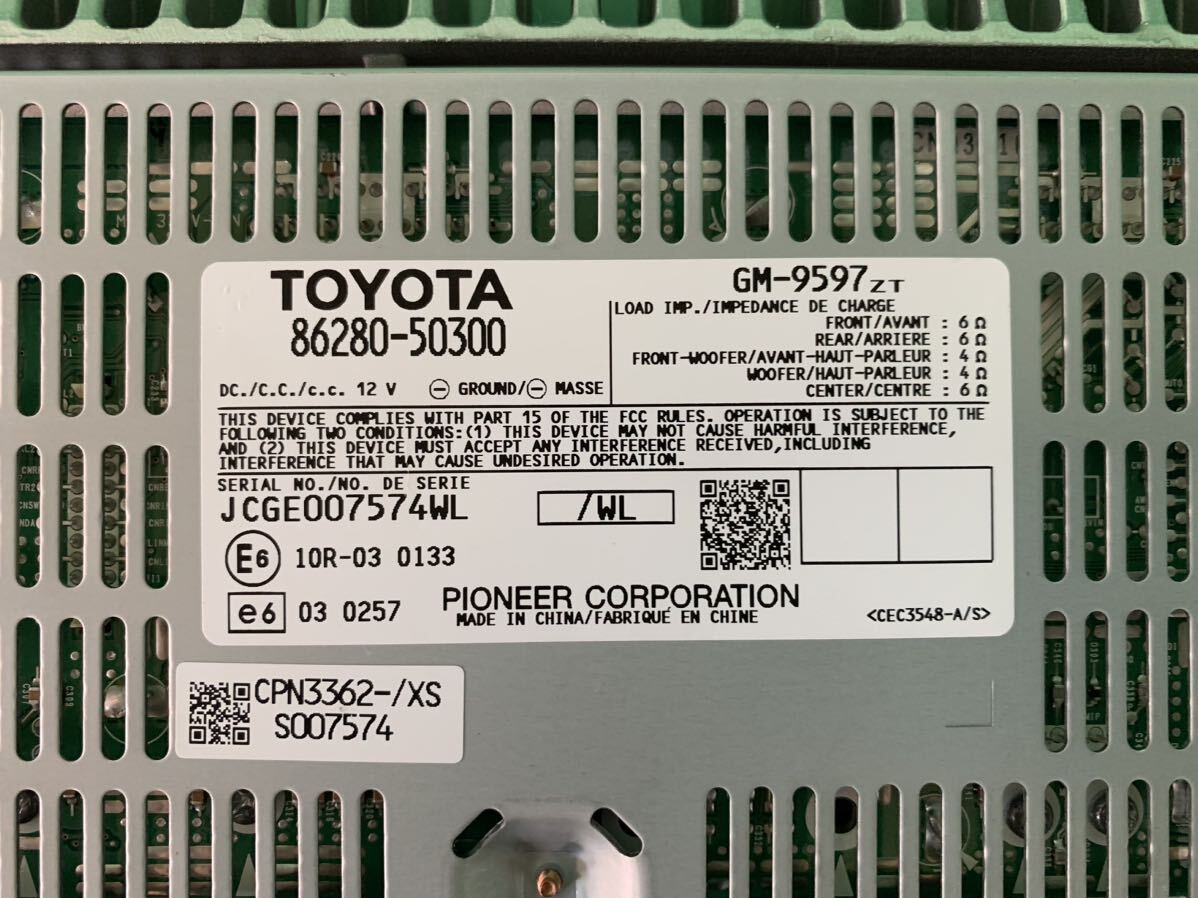 TOYOTA
86280-50300
DC./C.C./c.c. 12 V ⊖ GROUND/⊖ MASSE
GM-9597ZT
LOAD IMP./IMPEDANCE DE CHARGE
FRONT/AVANT : 6Ω
REAR/ARRIERE : 6Ω
FRONT-WOOFER/AVANT-HAUT-PARLEUR : 4Ω
WOOFER/HAUT-PARLEUR : 4Ω
CENTER/CENTRE : 6Ω
THIS DEVICE COMPLIES WITH PART 15 OF THE FCC RULES. OPERATION IS SUBJECT TO THE
FOLLOWING TWO CONDITIONS:(1) THIS DEVICE MAY NOT CAUSE HARMFUL INTERFERENCE,
AND (2) THIS DEVICE MUST ACCEPT ANY INTERFERENCE RECEIVED,INCLUDING
INTERFERENCE THAT MAY CAUSE UNDESIRED OPERATION.
SERIAL NO./NO. DE SERIE
JCGE007574WL /WL
E6 10R-03 0133
e6 03 0257
PIONEER CORPORATION
MADE IN CHINA/FABRIQUÉ EN CHINE
<CEC3548-A/S>
CPN3362-/XS
S007574